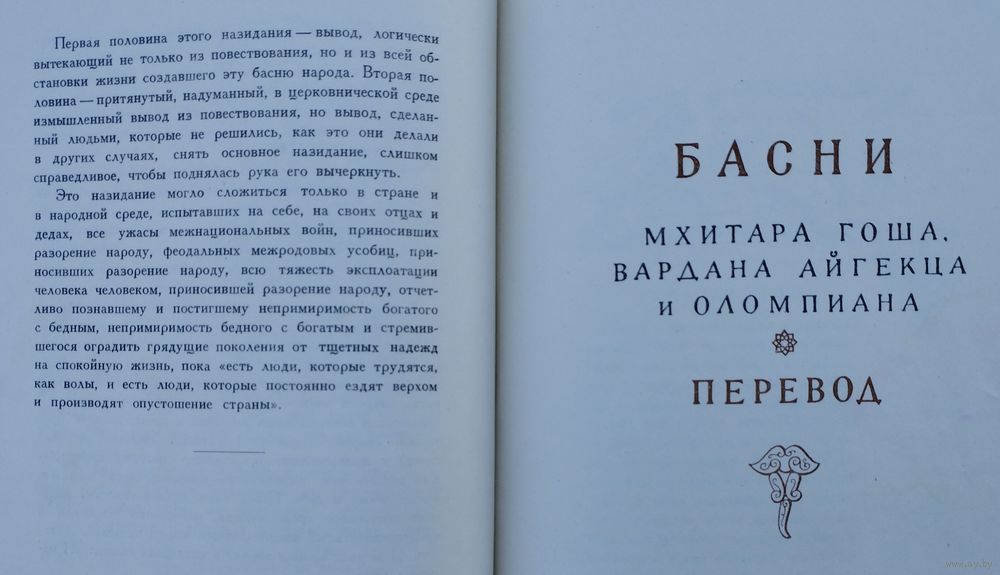 Первая половина этого назидания — вывод, логически
вытекающий не только из повествования, но и из всей об-
становки жизни создавшего эту басню народа. Вторая по-
ловина — притянутый, надуманный, в церковнической среде
измышленный вывод из повествования, но вывод, сделан-
ный людьми, которые не решились, как это они делали
в других случаях, снять основное назидание, слишком
справедливое, чтобы поднялась рука его вычеркнуть.
Это назидание могло сложиться только в стране и
в народной среде, испытавших на себе, на своих отцах и
дедах, все ужасы межнациональных войн, приносивших
разорение народу, феодальных межродовых усобиц, при-
носивших разорение народу, всю тяжесть эксплоатации
человека человеком, приносившей разорение народу, отчет-
ливо познавшему и постигшему непримиримость богатого
с бедным, непримиримость бедного с богатым и стремив-
шегося оградить грядущие поколения от тщетных надежд
на спокойную жизнь, пока «есть люди, которые трудятся,
как волы, и есть люди, которые постоянно ездят верхом
и производят опустошение страны».
БАСНИ
МХИТАРА ГОША,
ВАРДАНА АЙГЕКЦА
И ОЛОМПИАНА
ПЕРЕВОД
www.ay.by